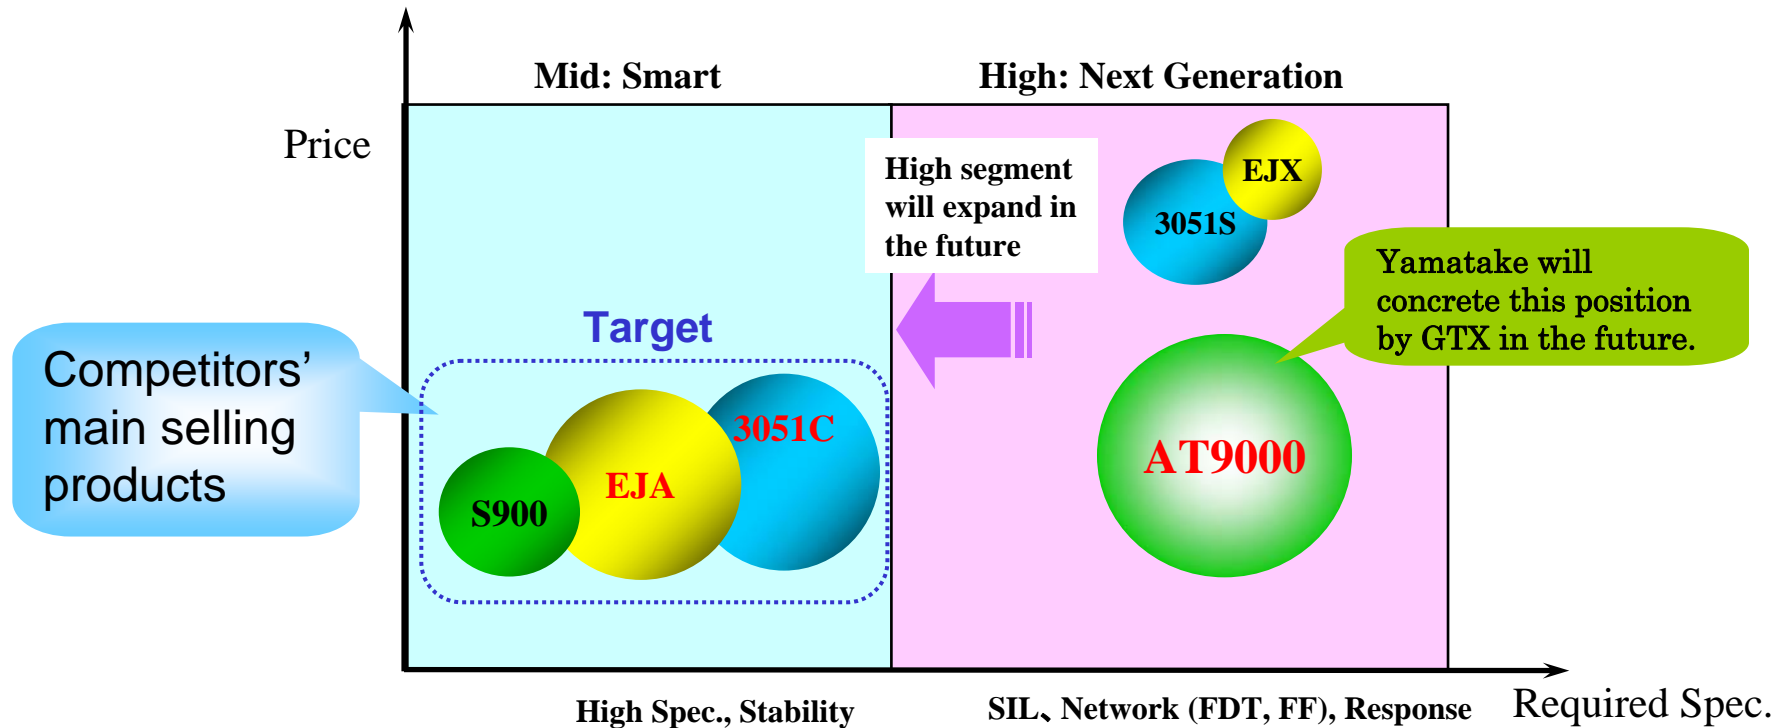 Mid: Smart
High: Next Generation
Price
High segment
will expand in
the future
EJX
3051S
Yamatake will
concrete this position
by GTX in the future.
Target
Competitors’
main selling
products
3051C
EJA
S900
AT9000
High Spec., Stability
SIL、Network (FDT, FF), Response
Required Spec.